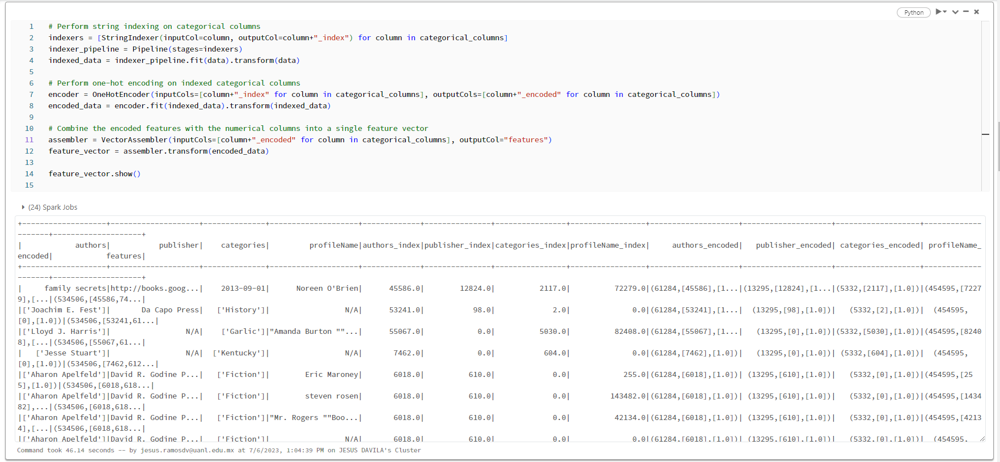 Python
1 # Perform string indexing on categorical columns
2 indexers = [StringIndexer(inputCol=column, outputCol=column+"_index") for column in categorical_columns]
3 indexer_pipeline = Pipeline(stages=indexers)
4 indexed_data = indexer_pipeline.fit(data).transform(data)
5
6 # Perform one-hot encoding on indexed categorical columns
7 encoder = OneHotEncoder(inputCols=[column+"_index" for column in categorical_columns], outputCols=[column+"_encoded" for column in categorical_columns])
8 encoded_data = encoder.fit(indexed_data).transform(indexed_data)
9
10 # Combine the encoded features with the numerical columns into a single feature vector
11 assembler = VectorAssembler(inputCols=[column+"_encoded" for column in categorical_columns], outputCol="features")
12 feature_vector = assembler.transform(encoded_data)
13
14 feature_vector.show()
15
(24) Spark Jobs
+-------------------+--------------------+--------------+--------------------+-------------+---------------+----------------+-----------------+--------------------+--------------------+-------------------+-------------
-------+--------------------+
|            authors|           publisher|    categories|         profileName|authors_index|publisher_index|categories_index|profileName_index|     authors_encoded|   publisher_encoded| categories_encoded| profileName_
encoded|            features|
+-------------------+--------------------+--------------+--------------------+-------------+---------------+----------------+-----------------+--------------------+--------------------+-------------------+-------------
-------+--------------------+
|     family secrets|http://books.goog...|    2013-09-01|      Noreen O'Brien|      45586.0|        12824.0|          2117.0|          72279.0|(61284,[45586],[1...|(13295,[12824],[1...|(5332,[2117],[1.0])|(454595,[7227
9],[...|(534506,[45586,74...|
|['Joachim E. Fest']|       Da Capo Press|   ['History']|                 N/A|      53241.0|           98.0|             2.0|              0.0|(61284,[53241],[1...|  (13295,[98],[1.0])|   (5332,[2],[1.0])|  (454595,
[0],[1.0])|(534506,[53241,61...|
|['Lloyd J. Harris']|                 N/A|    ['Garlic']|"Amanda Burton ""...|      55067.0|            0.0|          5030.0|          82408.0|(61284,[55067],[1...|   (13295,[0],[1.0])|(5332,[5030],[1.0])|(454595,[8240
8],[...|(534506,[55067,61...|
|   ['Jesse Stuart']|                 N/A|  ['Kentucky']|                 N/A|       7462.0|            0.0|           604.0|              0.0|(61284,[7462],[1.0])|   (13295,[0],[1.0])| (5332,[604],[1.0])|  (454595,
[0],[1.0])|(534506,[7462,612...|
|['Aharon Apelfeld']|David R. Godine P...|   ['Fiction']|        Eric Maroney|       6018.0|          610.0|             0.0|            255.0|(61284,[6018],[1.0])| (13295,[610],[1.0])|   (5332,[0],[1.0])|(454595,[25
5],[1.0])|(534506,[6018,618...|
|['Aharon Apelfeld']|David R. Godine P...|   ['Fiction']|        steven rosen|       6018.0|          610.0|             0.0|         143482.0|(61284,[6018],[1.0])| (13295,[610],[1.0])|   (5332,[0],[1.0])|(454595,[1434
82],...|(534506,[6018,618...|
|['Aharon Apelfeld']|David R. Godine P...|   ['Fiction']|"Mr. Rogers ""Boo...|       6018.0|          610.0|             0.0|          42134.0|(61284,[6018],[1.0])| (13295,[610],[1.0])|   (5332,[0],[1.0])|(454595,[4213
4],[...|(534506,[6018,618...|
|['Aharon Apelfeld']|David R. Godine P...|   ['Fiction']|                 N/A|       6018.0|          610.0|             0.0|              0.0|(61284,[6018],[1.0])| (13295,[610],[1.0])|   (5332,[0],[1.0])|  (454595,
Command took 46.14 seconds -- by jesus.ramosdv@uanl.edu.mx at 7/6/2023, 1:04:39 PM on JESUS DAVILA's Cluster